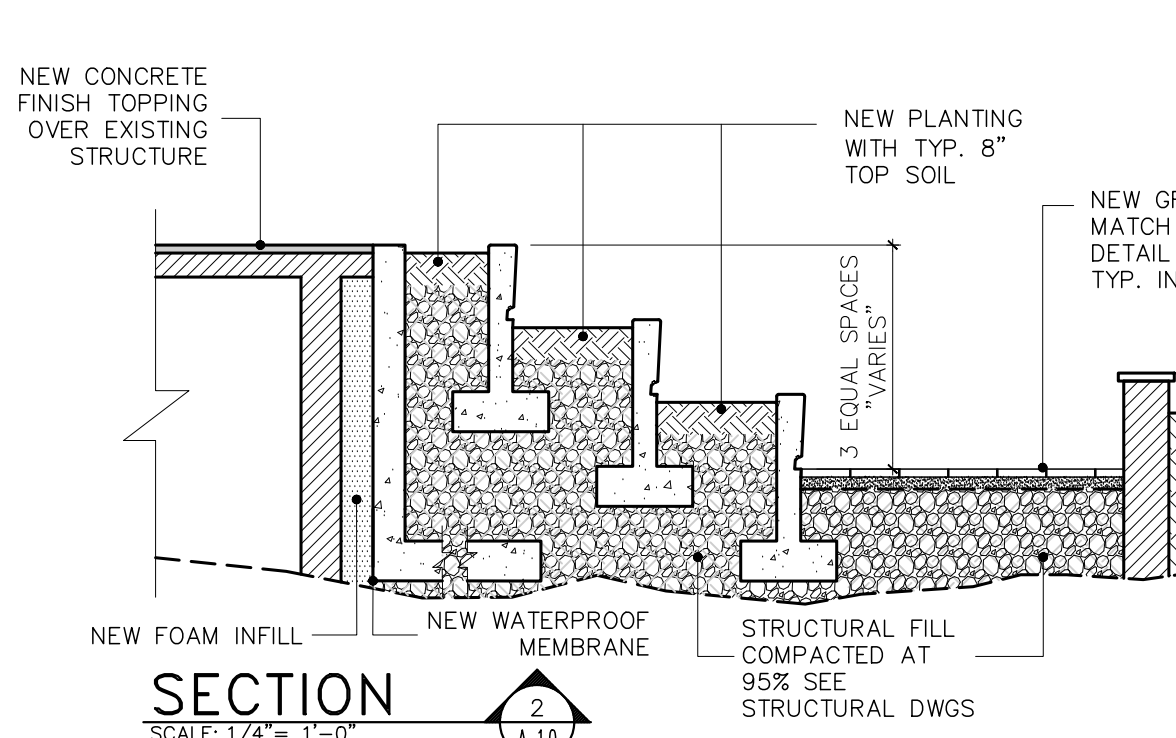 NEW CONCRETE
FINISH TOPPING
OVER EXISTING
STRUCTURE
NEW PLANTING
WITH TYP. 8"
TOP SOIL
NEW
MATCH
DETAIL
TYP.
3 EQUAL SPACES
"VARIES"
NEW FOAM INFILL
NEW WATERPROOF
MEMBRANE
STRUCTURAL FILL
COMPACTED AT
95% SEE
STRUCTURAL DWGS
SECTION
SCALE: 1/4"= 1'-0"
2
A.10